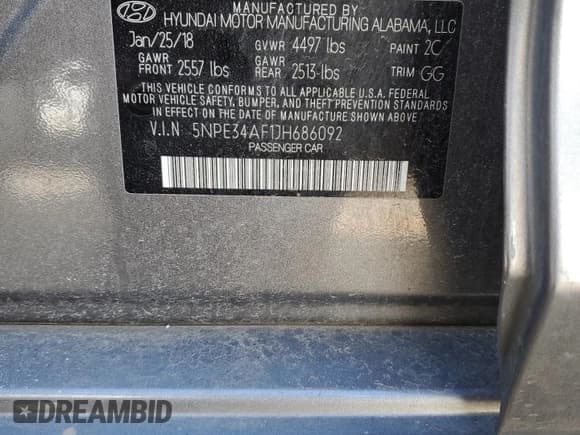 MANUFACTURED BY
HYUNDAI MOTOR MANUFACTURING ALABAMA, LLC
Jan/25/18 GVWR 4497 lbs PAINT 2C
GAWR FRONT 2557 lbs GAWR REAR 2513 lbs TRIM GG
THIS VEHICLE CONFORMS TO ALL APPLICABLE U.S.A. FEDERAL
MOTOR VEHICLE SAFETY, BUMPER, AND THEFT PREVENTION STANDARDS
IN EFFECT ON THE DATE OF MANUFACTURE SHOWN ABOVE
V.I.N 5NPE34AF1JH686092
PASSENGER CAR
DREAMBID